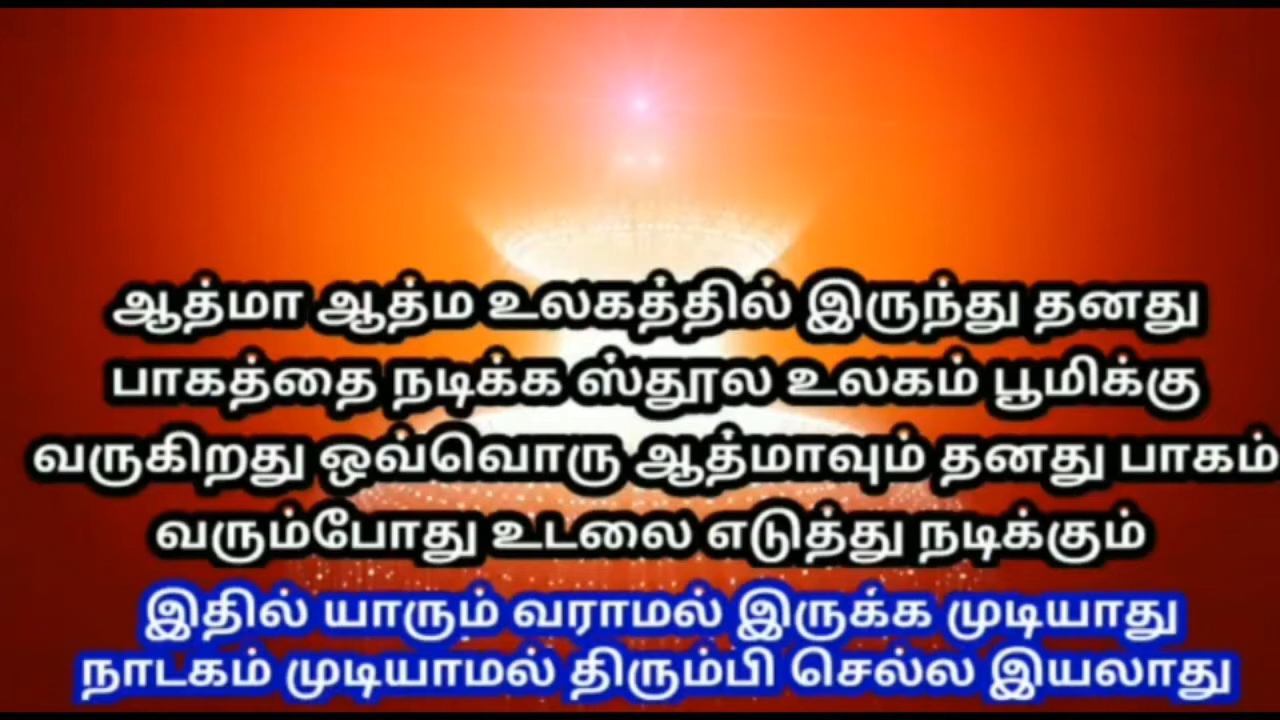 ஆத்மா ஆத்ம உலகத்தில் இருந்து தனது
பாகத்தை நடிக்க ஸ்தூல உலகம் பூமிக்கு
வருகிறது ஒவ்வொரு ஆத்மாவும் தனது பாகம்
வரும்போது உடலை எடுத்து நடிக்கும்
இதில் யாரும் வராமல் இருக்க முடியாது
நாடகம் முடியாமல் திரும்பி செல்ல இயலாது